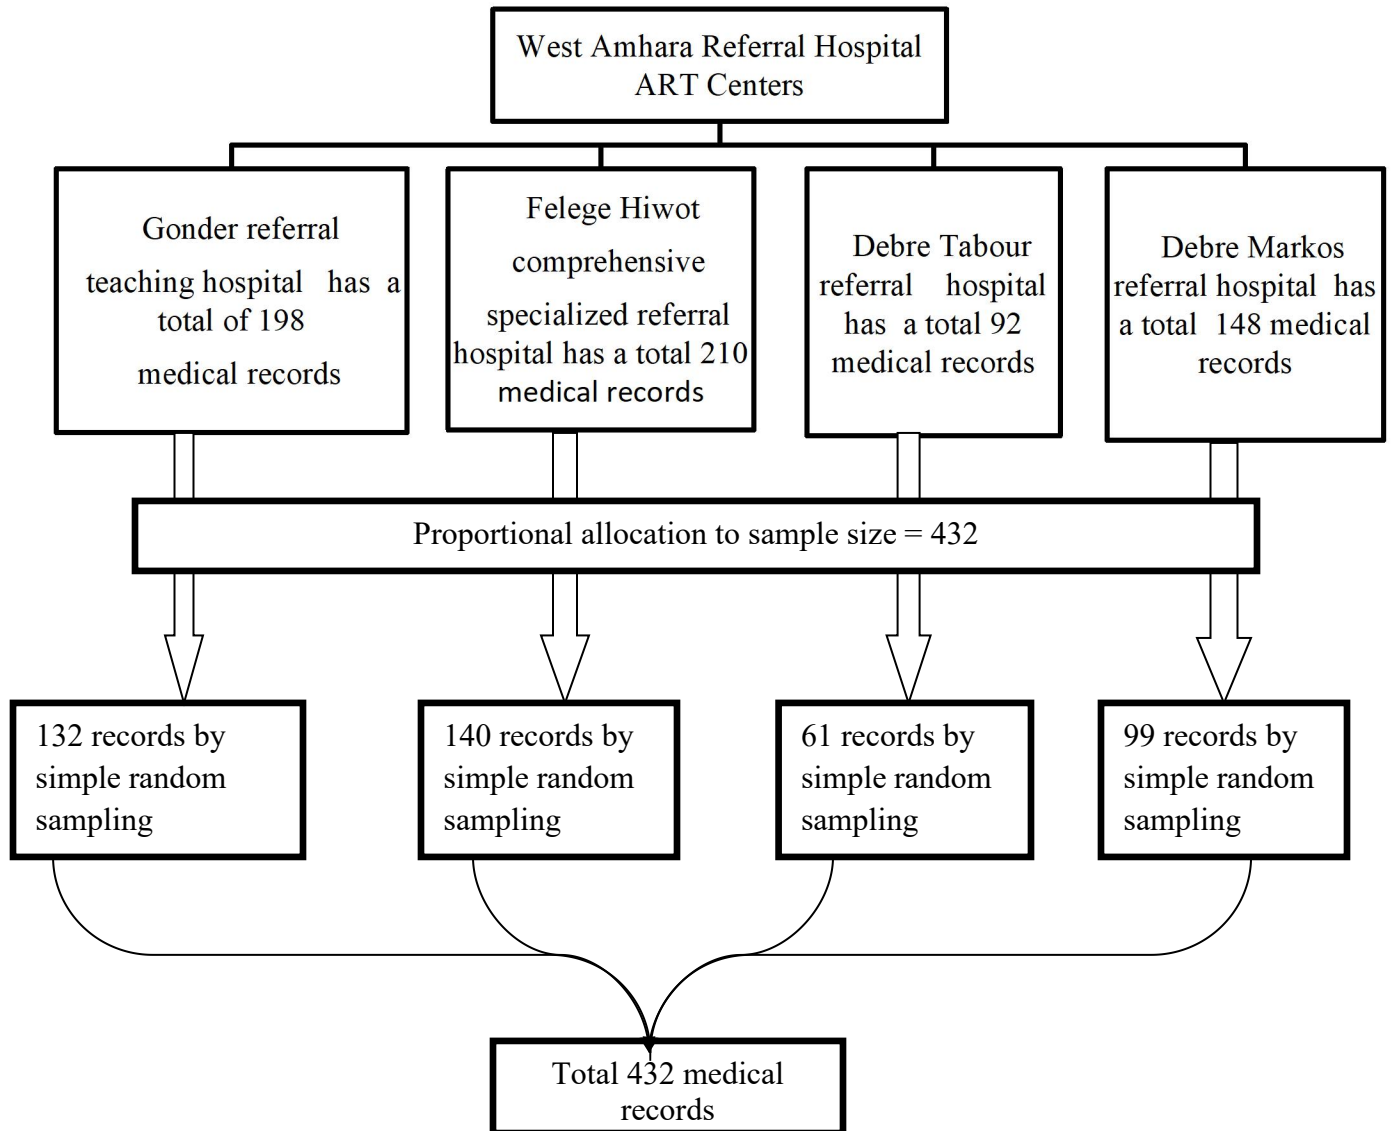 West Amhara Referral Hospital
ART Centers
Gonder referral
teaching hospital has a
total of 198
medical records
Felege Hiwot
comprehensive
specialized referral
hospital has a total 210
medical records
Debre Tabour
referral hospital
has a total 92
medical records
Debre Markos
referral hospital has
a total 148 medical
records
Proportional allocation to sample size = 432
132 records by
simple random
sampling
140 records by
simple random
sampling
61 records by
simple random
sampling
99 records by
simple random
sampling
Total 432 medical
records